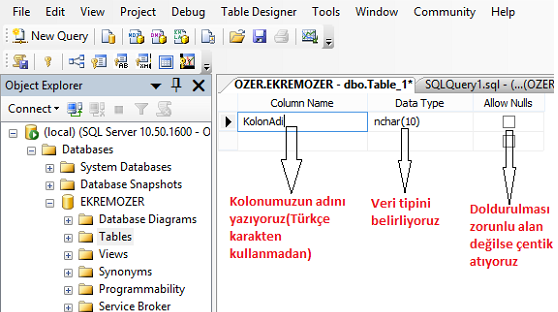 File Edit View Project Debug Table Designer Tools Window Community Help
New Query
Object Explorer
Connect
(local) (SQL Server 10.50.1600 - O
Databases
System Databases
Database Snapshots
EKREMOZER
Database Diagrams
Tables
Views
Synonyms
Programmability
Service Broker
OZER.EKREMOZER - dbo.Table_1* SQLQuery1.sql - (...(OZER
Column Name Data Type Allow Nulls
KolonAdi nchar(10)
Kolonumuzun adını
yazıyoruz(Türkçe
karakten
kullanmadan)
Veri tipini
belirliyoruz
Doldurulması
zorunlu alan
değilse çentik
atıyoruz